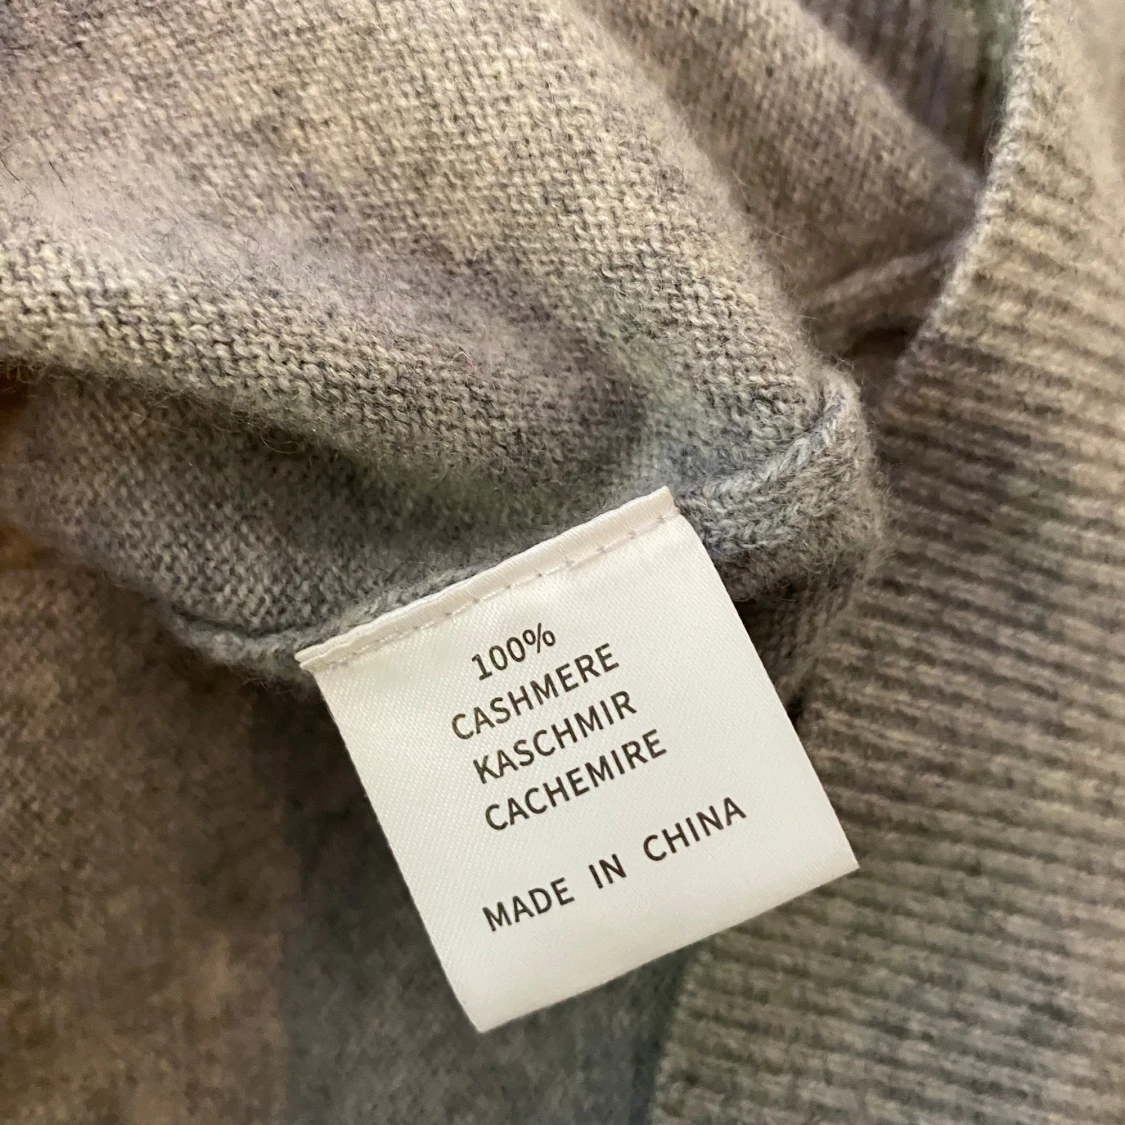 100%
CASHMERE
KASCHMIR
CACHEMIRE
MADE IN CHINA